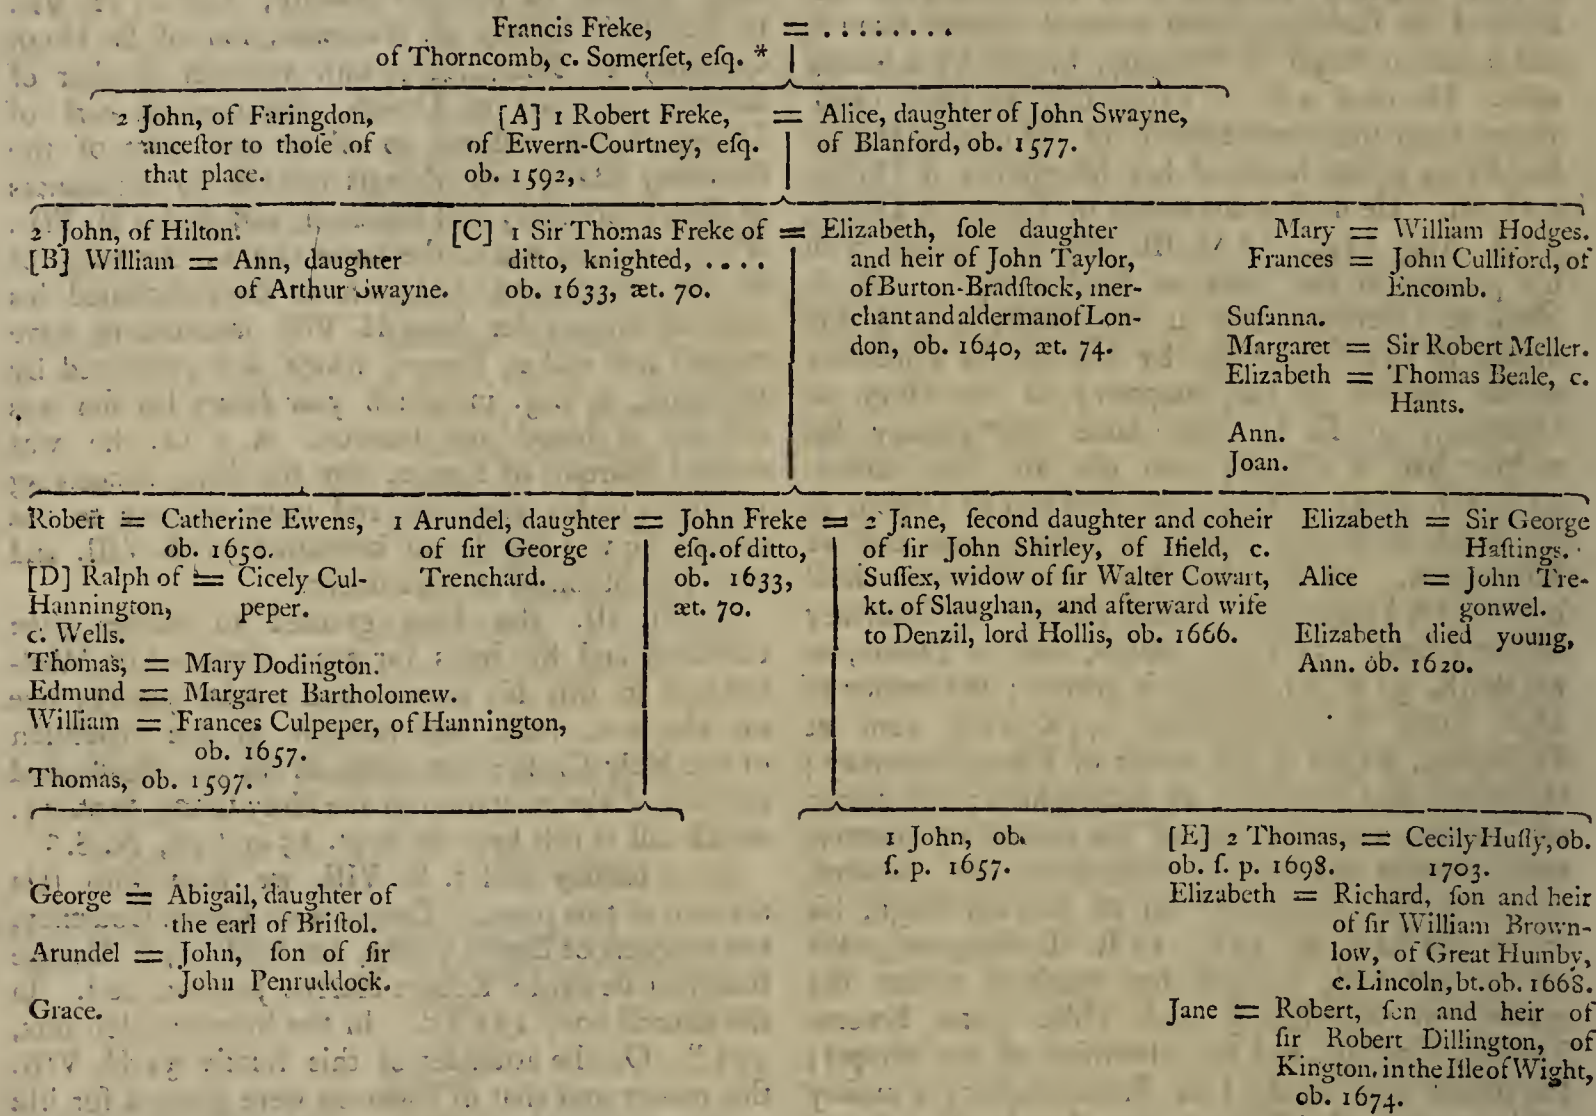 Francis Freke, = . . . . . . . .
of Thorncomb, c. Somerſet, eſq. *
2 John, of Faringdon,
anceſtor to thoſe of
that place.
[A] 1 Robert Freke, =
of Ewern-Courtney, eſq.
ob. 1592,
Alice, daughter of John Swayne,
of Blanford, ob. 1577.
2 John, of Hilton.
[B] William = Ann, daughter
of Arthur Swayne.
[C] 1 Sir Thomas Freke of =
ditto, knighted, . . . .
ob. 1633, æt. 70.
Elizabeth, ſole daughter
and heir of John Taylor,
of Burton-Bradſtock, mer-
chant and alderman of Lon-
don, ob. 1640, æt. 74.
Mary = William Hodges.
Frances = John Culliford, of
Encomb.
Suſanna.
Margaret = Sir Robert Meller.
Elizabeth = Thomas Beale, c.
Hants.
Ann.
Joan.
Robert = Catherine Ewens,
ob. 1650.
[D] Ralph of = Cicely Cul-
Hannington, peper.
c. Wells.
Thomas, = Mary Dodington.
Edmund = Margaret Bartholomew.
William = Frances Culpeper, of Hannington,
ob. 1657.
Thomas, ob. 1597.
1 Arundel, daughter =
of ſir George
Trenchard.
John Freke =
eſq. of ditto,
ob. 1633,
æt. 70.
2 Jane, ſecond daughter and coheir
of ſir John Shirley, of Ifield, c.
Suſſex, widow of ſir Walter Cowart,
kt. of Slaughan, and afterward wife
to Denzil, lord Hollis, ob. 1666.
Elizabeth = Sir George
Haſtings.
Alice = John Tre-
gonwel.
Elizabeth died young,
Ann. ob. 1620.
George = Abigail, daughter of
the earl of Briſtol.
Arundel = John, ſon of ſir
John Penruddock.
Grace.
1 John, ob.
ſ. p. 1657.
[E] 2 Thomas, = Cecily Huſſy, ob.
ob. ſ. p. 1698. 1703.
Elizabeth = Richard, ſon and heir
of ſir William Brown-
low, of Great Humby,
c. Lincoln, bt. ob. 1668.
Jane = Robert, ſon and heir of
ſir Robert Dillington, of
Kington, in the Iſle of Wight,
ob. 1674.